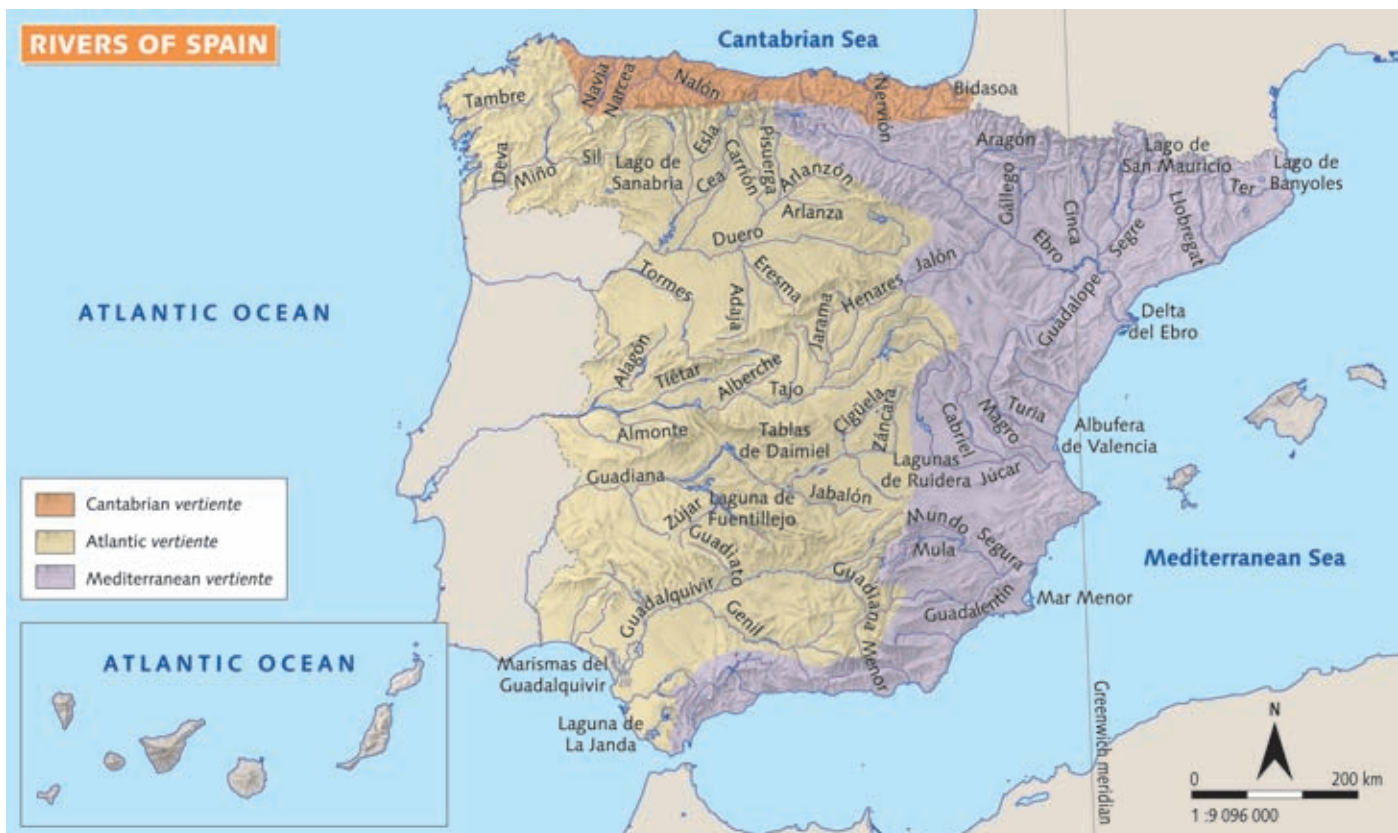 RIVERS OF SPAIN
Cantabrian Sea
Navia
Narcea
Nalón
Nervión
Bidasoa
Tambre
Deva
Miño
Sil
Lago de
Sanabria
Esla
Cea
Carrión
Pisuerga
Arlanzón
Arlanza
Duero
Aragón
Gállego
Cinca
Lago de
San Mauricio
Segre
Llobregat
Ter
Lago de
Banyoles
Ebro
Jalón
Guadalope
Delta
del Ebro
ATLANTIC OCEAN
Tormes
Adaja
Eresma
Jarama
Henares
Alagón
Tiétar
Alberche
Tajo
Almonte
Tablas
de Daimiel
Cigüela
Záncara
Cabriel
Magro
Turia
Albufera
de Valencia
Guadiana
Lagunas
de Ruidera
Júcar
Zújar
Laguna de
Fuentillejo
Jabalón
Guadiato
Mundo
Segura
Mula
Mediterranean Sea
Guadalquivir
Genil
Guadiana Menor
Guadalentín
Mar Menor
Marismas del
Guadalquivir
Laguna de
La Janda
Cantabrian vertiente
Atlantic vertiente
Mediterranean vertiente
ATLANTIC OCEAN
Greenwich meridian
N
0 200 km
1 :9 096 000